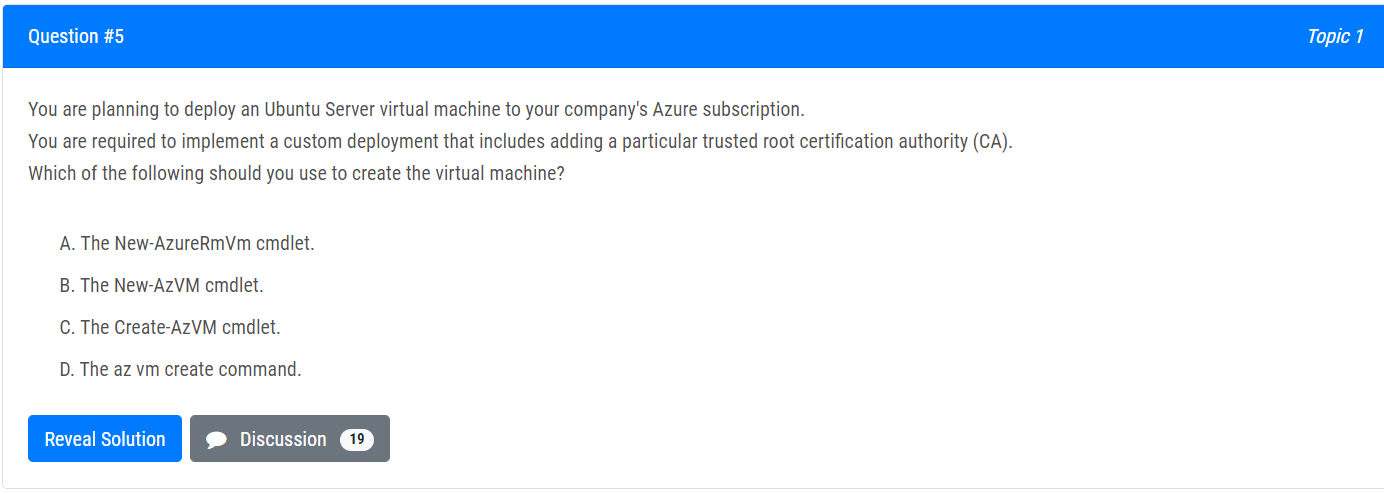 Question #5
Topic 1
You are planning to deploy an Ubuntu Server virtual machine to your company's Azure subscription.
You are required to implement a custom deployment that includes adding a particular trusted root certification authority (CA).
Which of the following should you use to create the virtual machine?
A. The New-AzureRmVm cmdlet.
B. The New-AzVM cmdlet.
C. The Create-AzVM cmdlet.
D. The az vm create command.
Reveal Solution
Discussion 19